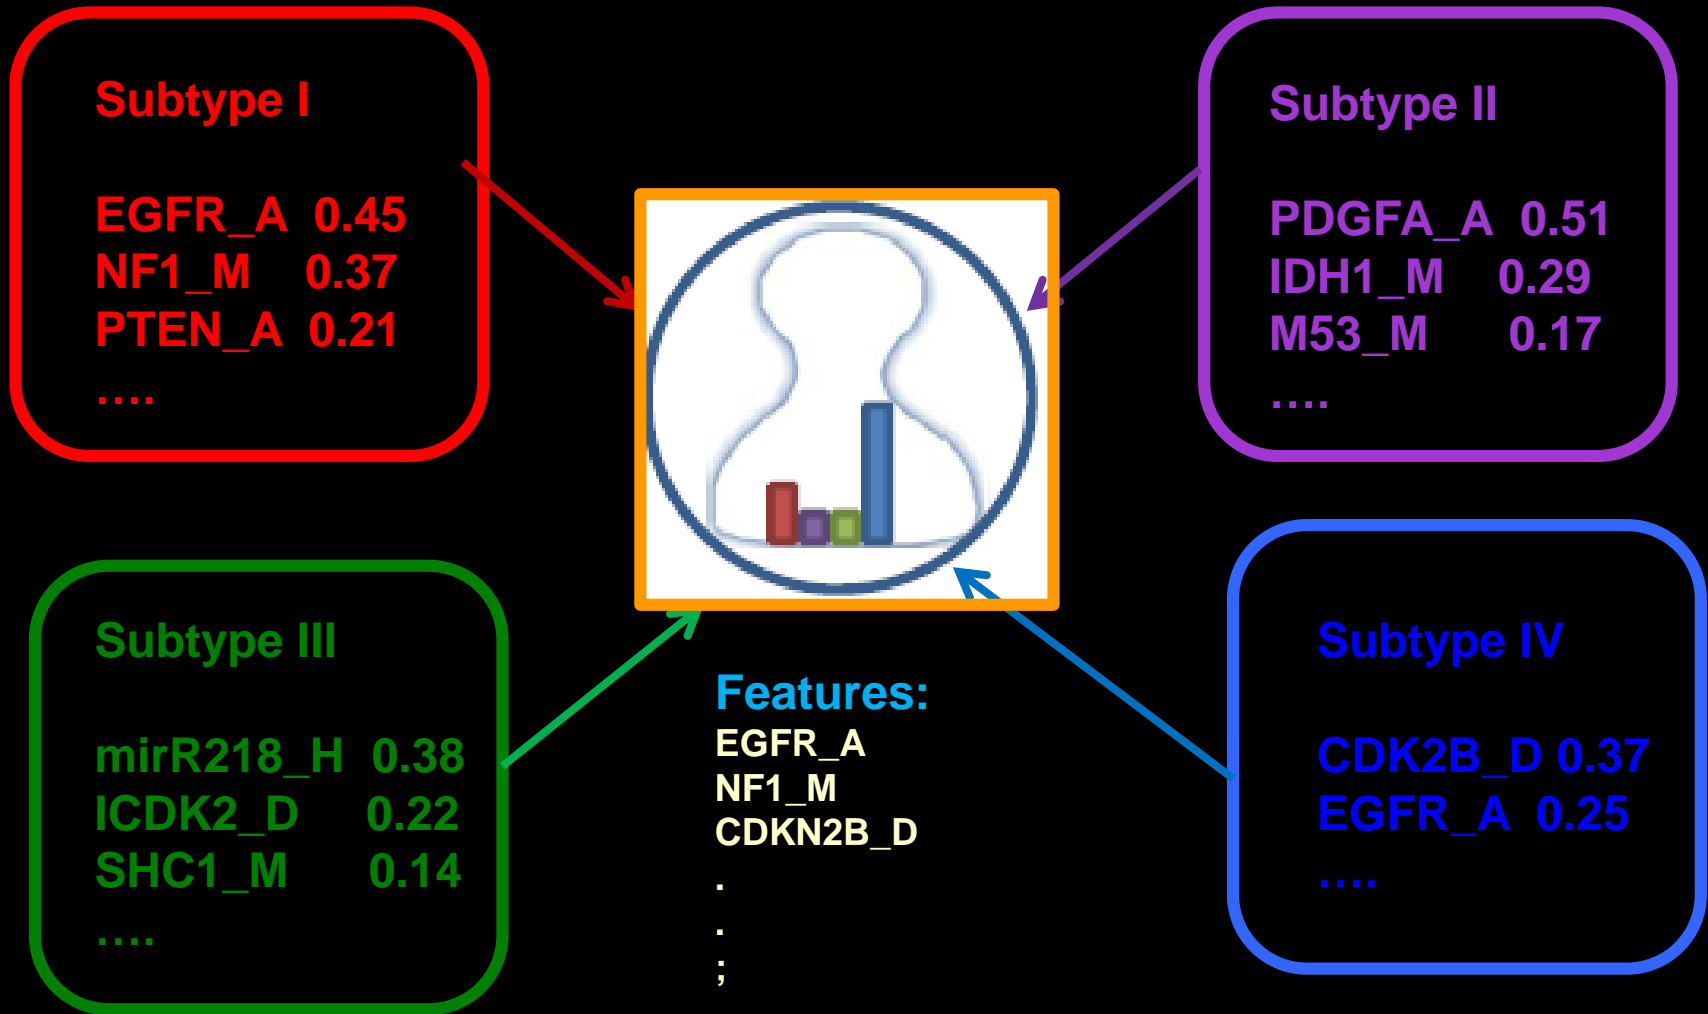 Subtype I
EGFR_A 0.45
NF1_M 0.37
PTEN_A 0.21
....
Subtype II
PDGFA_A 0.51
IDH1_M 0.29
M53_M 0.17
....
Subtype III
mirR218_H 0.38
ICDK2_D 0.22
SHC1_M 0.14
....
Features:
EGFR_A
NF1_M
CDKN2B_D
.
.
;
Subtype IV
CDK2B_D 0.37
EGFR_A 0.25
....